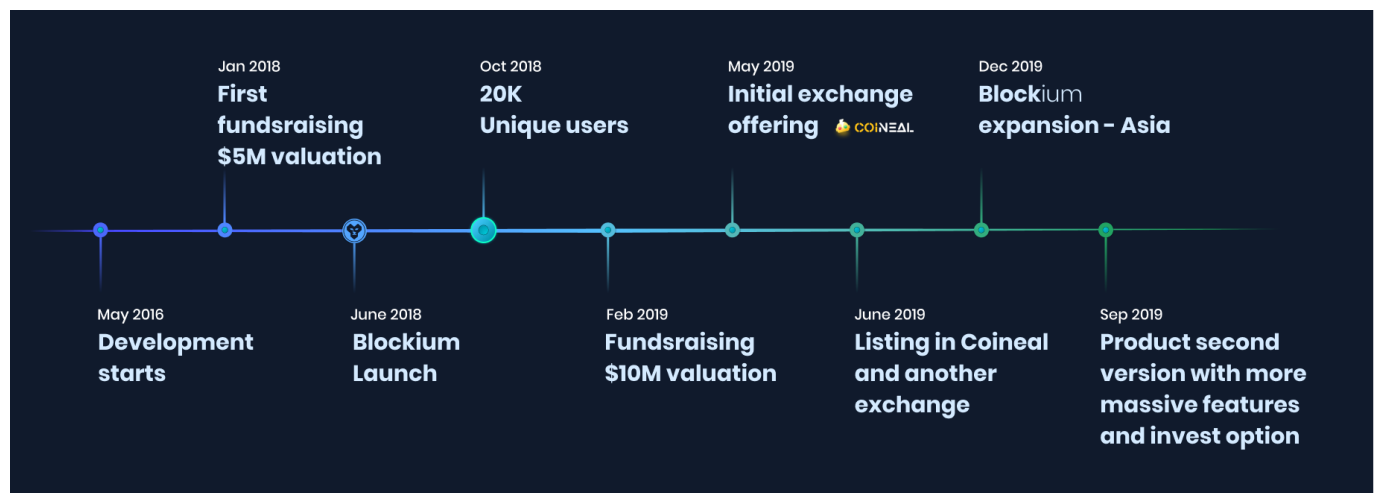 Jan 2018
First
fundsraising
$5M valuation
Oct 2018
20K
Unique users
May 2019
Initial exchange
offering COINEAL
Dec 2019
Blockium
expansion - Asia
May 2016
Development
starts
June 2018
Blockium
Launch
Feb 2019
Fundsraising
$10M valuation
June 2019
Listing in Coineal
and another
exchange
Sep 2019
Product second
version with more
massive features
and invest option